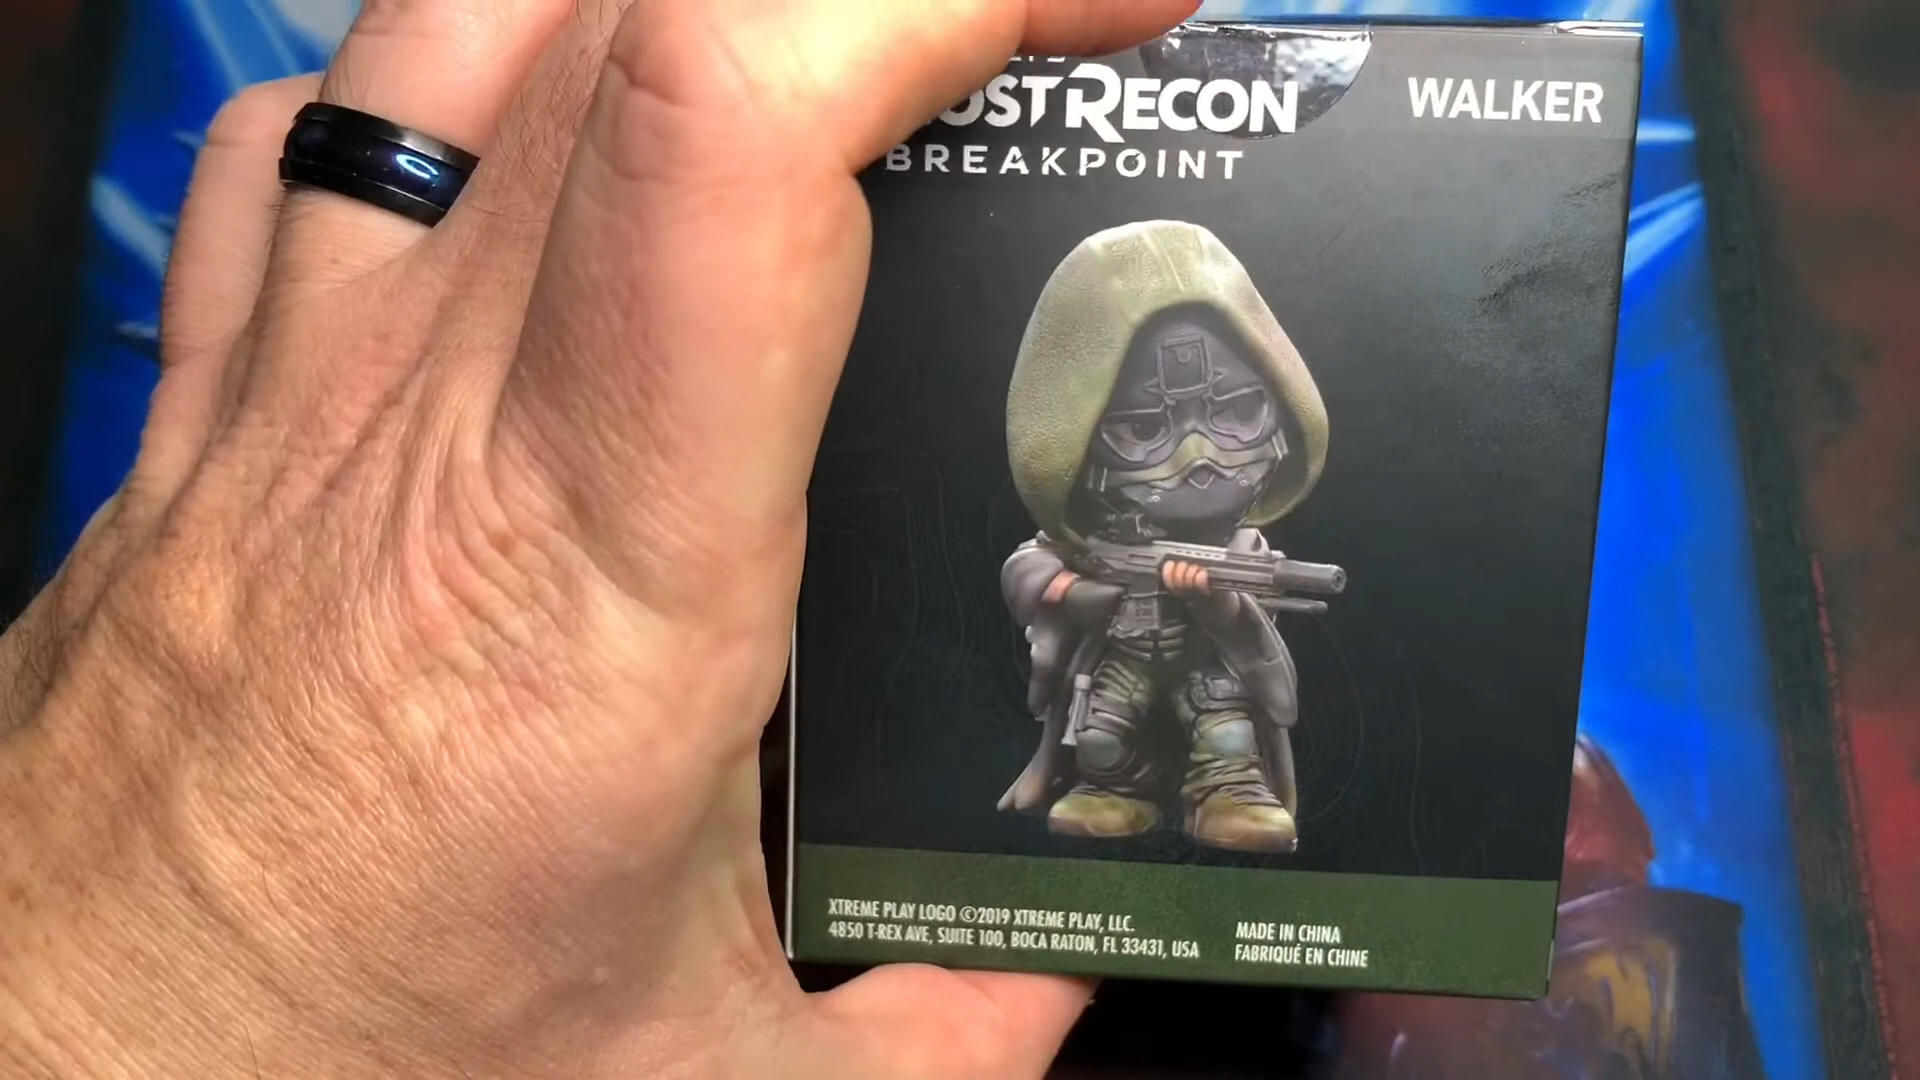 OSTRECON
BREAKPOINT
WALKER
XTREME PLAY LOGO ©2019 XTREME PLAY, LLC.
4850 T-REX AVE, SUITE 100, BOCA RATON, FL 33431, USA
MADE IN CHINA
FABRIQUÉ EN CHINE